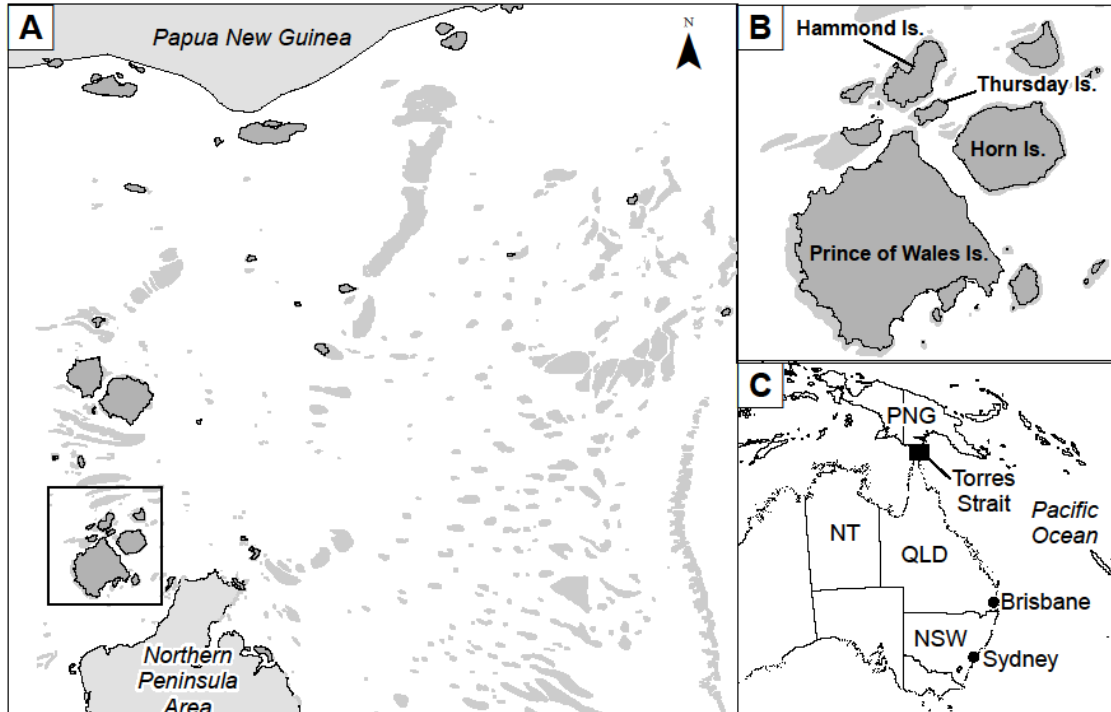 A
Papua New Guinea
N
Northern
Peninsula
Area
B
Hammond Is.
Thursday Is.
Horn Is.
Prince of Wales Is.
C
PNG
Torres
Strait
Pacific
Ocean
NT
QLD
Brisbane
NSW
Sydney